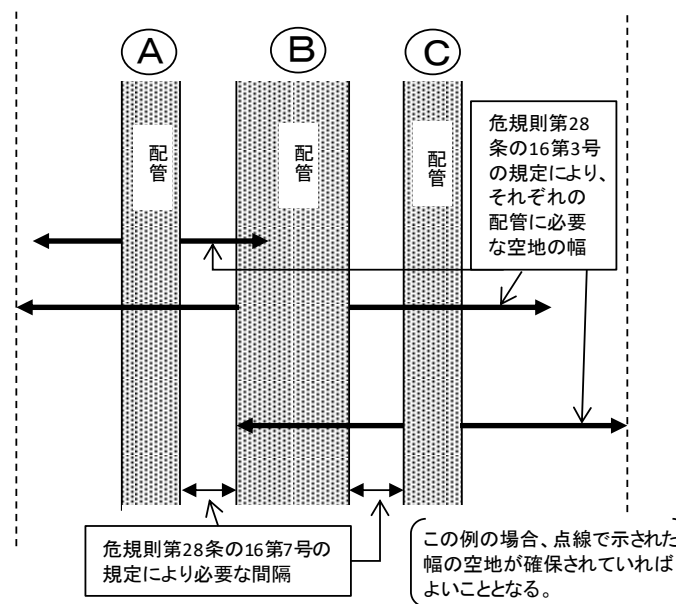 A
B
C
配管
配管
配管
危規則第28
条の16第3号
の規定により、
それぞれの
配管に必要
な空地の幅
危規則第28条の16第7号の
規定により必要な間隔
この例の場合、点線で示された
幅の空地が確保されていれば
よいこととなる。